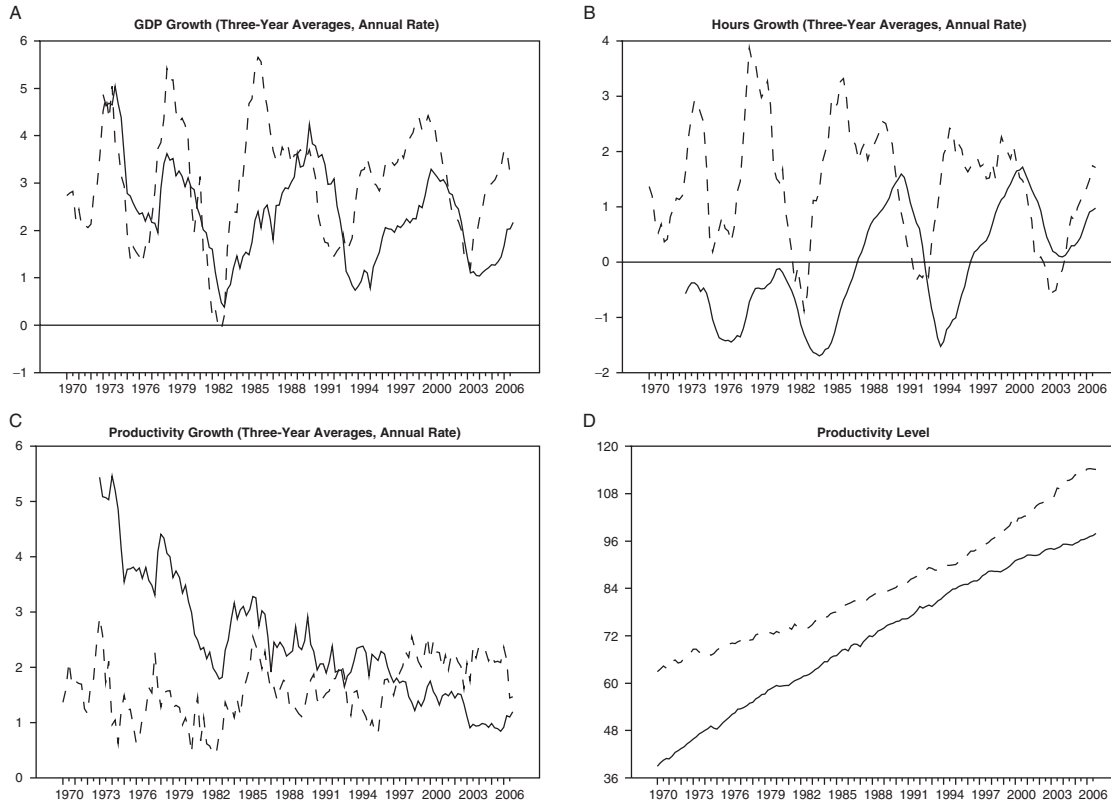 A
GDP Growth (Three-Year Averages, Annual Rate)
6
5
4
3
2
1
0
–1
1970 1973 1976 1979 1982 1985 1988 1991 1994 1997 2000 2003 2006
B
Hours Growth (Three-Year Averages, Annual Rate)
4
3
2
1
0
–1
–2
1970 1973 1976 1979 1982 1985 1988 1991 1994 1997 2000 2003 2006
C
Productivity Growth (Three-Year Averages, Annual Rate)
6
5
4
3
2
1
0
1970 1973 1976 1979 1982 1985 1988 1991 1994 1997 2000 2003 2006
D
Productivity Level
120
108
96
84
72
60
48
36
1970 1973 1976 1979 1982 1985 1988 1991 1994 1997 2000 2003 2006